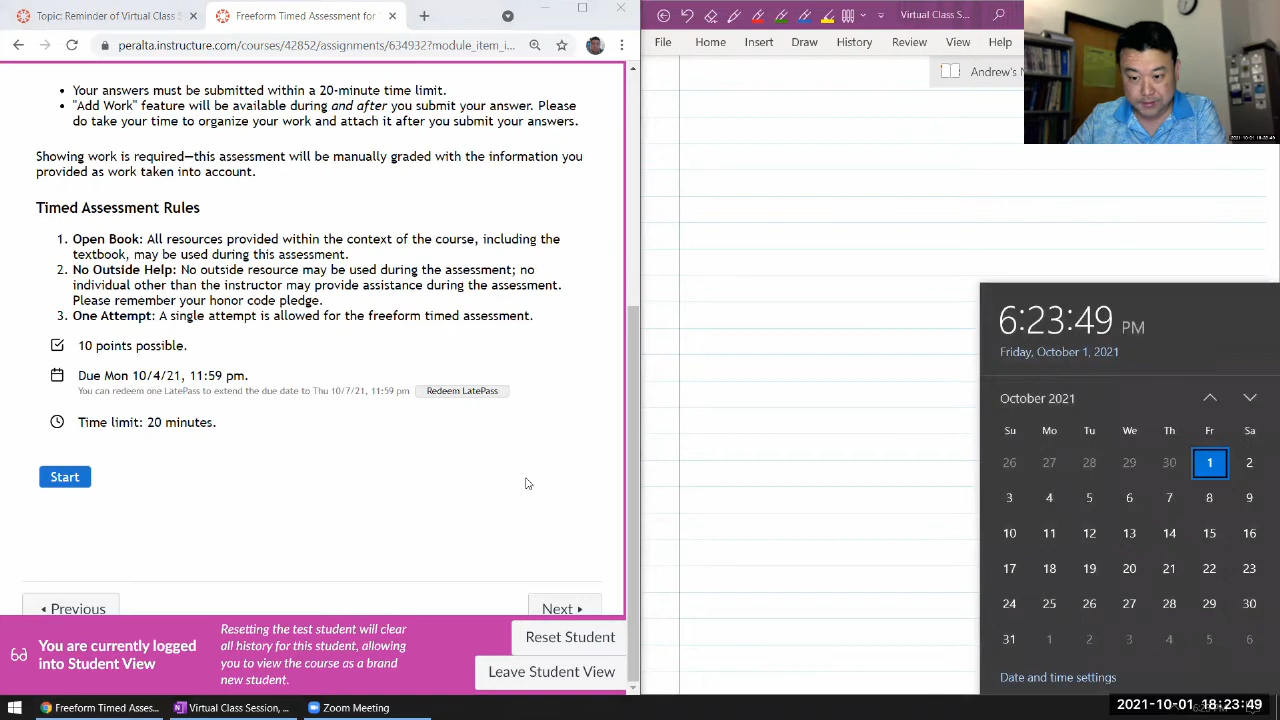 Topic: Reminder of Virtual Class S
Freeform Timed Assessment for
peralta.instructure.com/courses/42852/assignments/634932?module_item_i...
Your answers must be submitted within a 20-minute time limit.
"Add Work" feature will be available during and after you submit your answer. Please
do take your time to organize your work and attach it after you submit your answers.
Showing work is required—this assessment will be manually graded with the information you
provided as work taken into account.
Timed Assessment Rules
1. Open Book: All resources provided within the context of the course, including the
textbook, may be used during this assessment.
2. No Outside Help: No outside resource may be used during the assessment; no
individual other than the instructor may provide assistance during the assessment.
Please remember your honor code pledge.
3. One Attempt: A single attempt is allowed for the freeform timed assessment.
10 points possible.
Due Mon 10/4/21, 11:59 pm.
You can redeem one LatePass to extend the due date to Thu 10/7/21, 11:59 pm Redeem LatePass
Time limit: 20 minutes.
Start
Previous
Next
You are currently logged
into Student View
Resetting the test student will clear
all history for this student, allowing
you to view the course as a brand
new student.
Reset Student
Leave Student View
Virtual Class S...
File Home Insert Draw History Review View Help
Andrew's
2021-10-01 18:23:49
6:23:49 PM
Friday, October 1, 2021
October 2021
Su Mo Tu We Th Fr Sa
26 27 28 29 30 1 2
3 4 5 6 7 8 9
10 11 12 13 14 15 16
17 18 19 20 21 22 23
24 25 26 27 28 29 30
31 1 2 3 4 5 6
Date and time settings
Freeform Timed Asses...
Virtual Class Session, ...
Zoom Meeting
2021-10-01 18:23:49